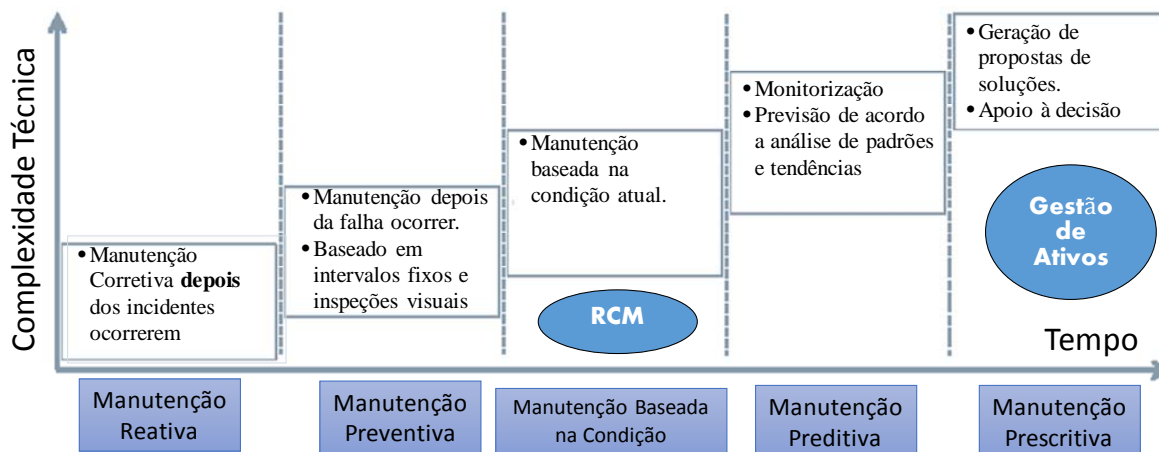 Complexidade Técnica
• Manutenção
Corretiva depois
dos incidentes
ocorrerem
• Manutenção depois
da falha ocorrer.
• Baseado em
intervalos fixos e
inspeções visuais
• Manutenção
baseada na
condição atual.
RCM
• Monitorização
• Previsão de acordo
a análise de padrões
e tendências
• Geração de
propostas de
soluções.
• Apoio à decisão
Gestão
de
Ativos
Tempo
Manutenção
Reativa
Manutenção
Preventiva
Manutenção Baseada
na Condição
Manutenção
Preditiva
Manutenção
Prescritiva